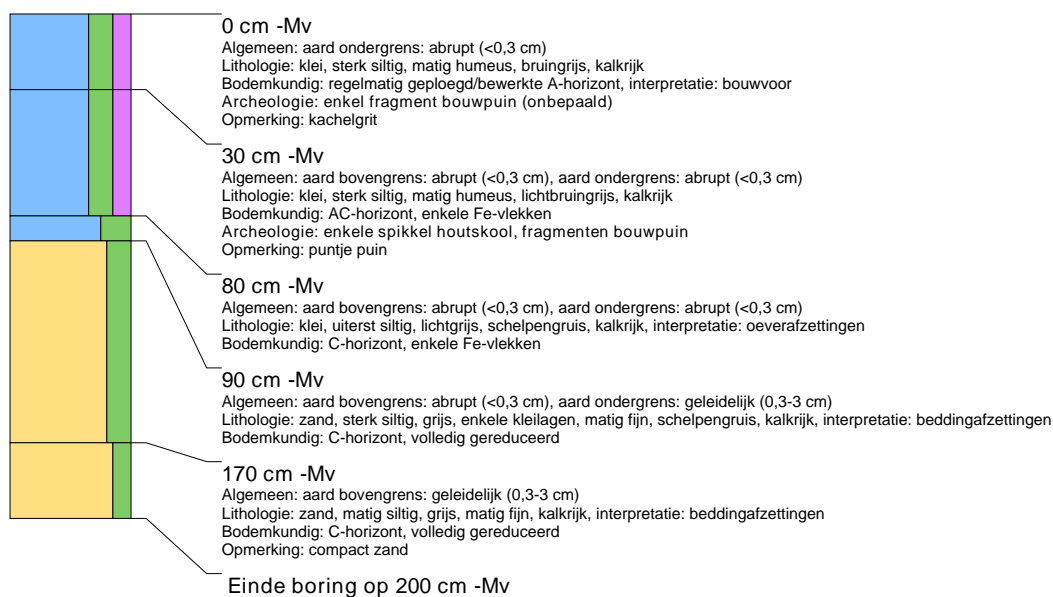 0 cm -Mv
Algemeen: aard ondergrens: abrupt (<0,3 cm)
Lithologie: klei, sterk siltig, matig humeus, bruingrijs, kalkrijk
Bodemkundig: regelmatig geploegd/bewerkte A-horizont, interpretatie: bouwvoor
Archeologie: enkel fragment bouwpuin (onbepaald)
Opmerking: kachelgrit
30 cm -Mv
Algemeen: aard bovengrens: abrupt (<0,3 cm), aard ondergrens: abrupt (<0,3 cm)
Lithologie: klei, sterk siltig, matig humeus, lichtbruingrijs, kalkrijk
Bodemkundig: AC-horizont, enkele Fe-vlekken
Archeologie: enkele spikkel houtskool, fragmenten bouwpuin
Opmerking: puntje puin
80 cm -Mv
Algemeen: aard bovengrens: abrupt (<0,3 cm), aard ondergrens: abrupt (<0,3 cm)
Lithologie: klei, uiterst siltig, lichtgrijs, schelpengruis, kalkrijk, interpretatie: oeverafzettingen
Bodemkundig: C-horizont, enkele Fe-vlekken
90 cm -Mv
Algemeen: aard bovengrens: abrupt (<0,3 cm), aard ondergrens: geleidelijk (0,3-3 cm)
Lithologie: zand, sterk siltig, grijs, enkele kleilagen, matig fijn, schelpengruis, kalkrijk, interpretatie: beddingafzettingen
Bodemkundig: C-horizont, volledig gereduceerd
170 cm -Mv
Algemeen: aard bovengrens: geleidelijk (0,3-3 cm)
Lithologie: zand, matig siltig, grijs, matig fijn, kalkrijk, interpretatie: beddingafzettingen
Bodemkundig: C-horizont, volledig gereduceerd
Opmerking: compact zand
Einde boring op 200 cm -Mv